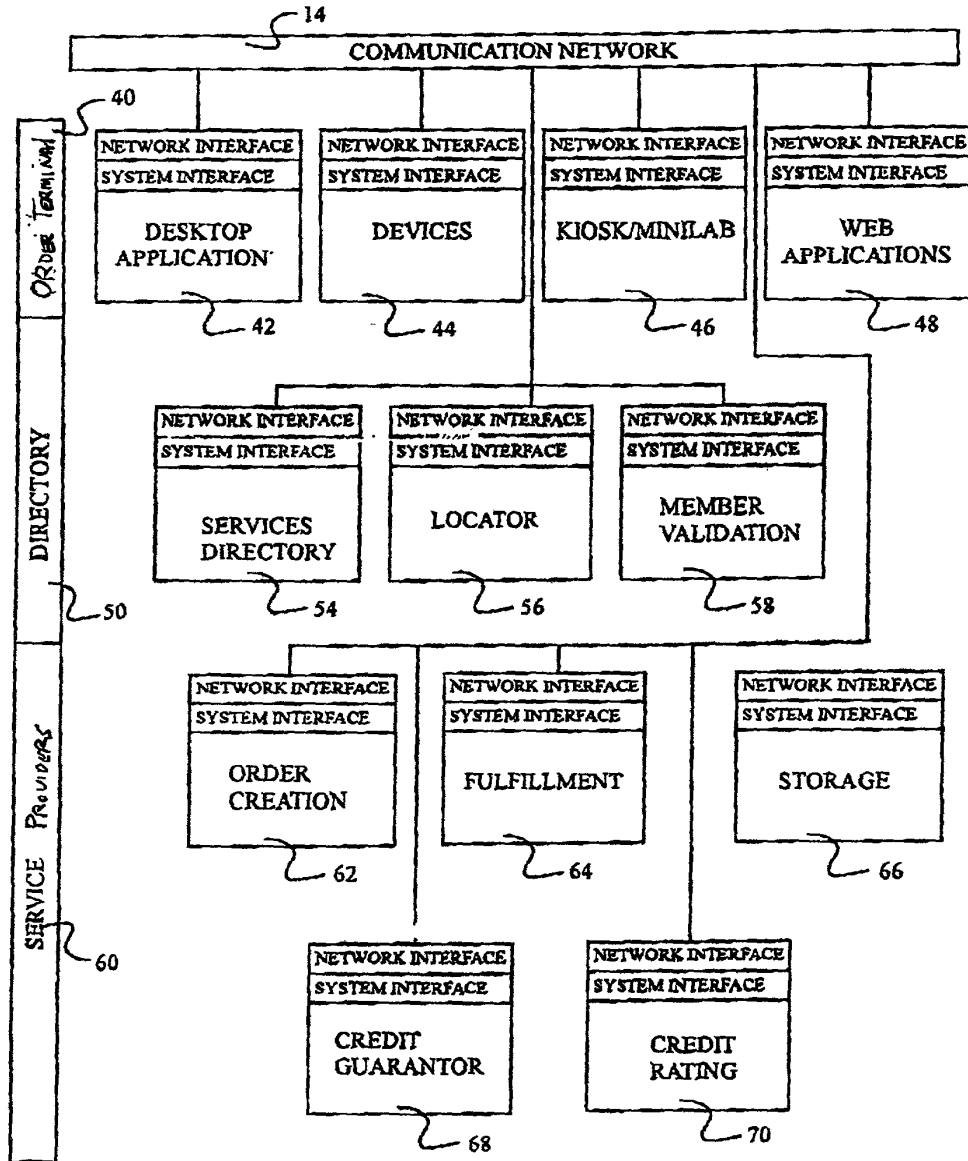 14
COMMUNICATION NETWORK
40
ORDER TERMINAL
NETWORK INTERFACE
SYSTEM INTERFACE
DESKTOP
APPLICATION
42
NETWORK INTERFACE
SYSTEM INTERFACE
DEVICES
44
NETWORK INTERFACE
SYSTEM INTERFACE
KIOSK/MINILAB
46
NETWORK INTERFACE
SYSTEM INTERFACE
WEB
APPLICATIONS
48
DIRECTORY
50
NETWORK INTERFACE
SYSTEM INTERFACE
SERVICES
DIRECTORY
54
NETWORK INTERFACE
SYSTEM INTERFACE
LOCATOR
56
NETWORK INTERFACE
SYSTEM INTERFACE
MEMBER
VALIDATION
58
SERVICE PROVIDERS
60
NETWORK INTERFACE
SYSTEM INTERFACE
ORDER
CREATION
62
NETWORK INTERFACE
SYSTEM INTERFACE
FULFILLMENT
64
NETWORK INTERFACE
SYSTEM INTERFACE
STORAGE
66
NETWORK INTERFACE
SYSTEM INTERFACE
CREDIT
GUARANTOR
68
NETWORK INTERFACE
SYSTEM INTERFACE
CREDIT
RATING
70